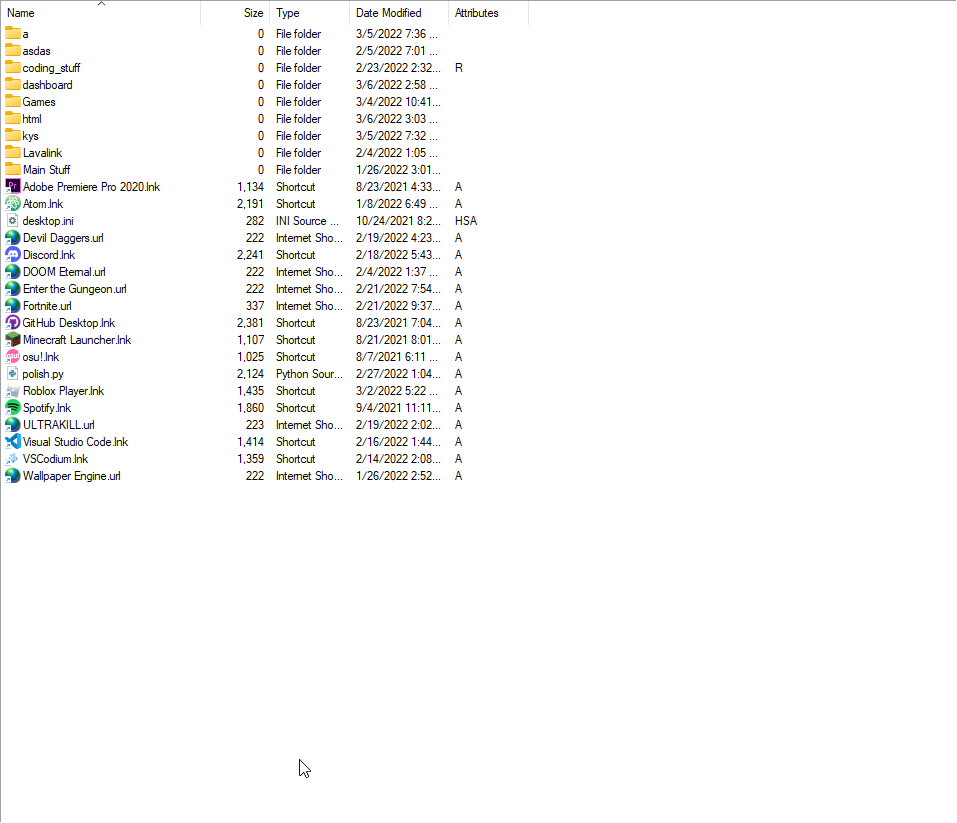 Name Size Type Date Modified Attributes
a 0 File folder 3/5/2022 7:36 ...
asdas 0 File folder 2/5/2022 7:01 ...
coding_stuff 0 File folder 2/23/2022 2:32... R
dashboard 0 File folder 3/6/2022 2:58 ...
Games 0 File folder 3/4/2022 10:41...
html 0 File folder 3/6/2022 3:03 ...
kys 0 File folder 3/5/2022 7:32 ...
Lavalink 0 File folder 2/4/2022 1:05 ...
Main Stuff 0 File folder 1/26/2022 3:01...
Adobe Premiere Pro 2020.lnk 1,134 Shortcut 8/23/2021 4:33... A
Atom.lnk 2,191 Shortcut 1/8/2022 6:49 ... A
desktop.ini 282 INI Source ... 10/24/2021 8:2... HSA
Devil Daggers.url 222 Internet Sho... 2/19/2022 4:23... A
Discord.lnk 2,241 Shortcut 2/18/2022 5:43... A
DOOM Eternal.url 222 Internet Sho... 2/4/2022 1:37 ... A
Enter the Gungeon.url 222 Internet Sho... 2/21/2022 7:54... A
Fortnite.url 337 Internet Sho... 2/21/2022 9:37... A
GitHub Desktop.lnk 2,381 Shortcut 8/23/2021 7:04... A
Minecraft Launcher.lnk 1,107 Shortcut 8/21/2021 8:01... A
osu!.lnk 1,025 Shortcut 8/7/2021 6:11 ... A
polish.py 2,124 Python Sour... 2/27/2022 1:04... A
Roblox Player.lnk 1,435 Shortcut 3/2/2022 5:22 ... A
Spotify.lnk 1,860 Shortcut 9/4/2021 11:11... A
ULTRAKILL.url 223 Internet Sho... 2/19/2022 2:02... A
Visual Studio Code.lnk 1,414 Shortcut 2/16/2022 1:44... A
VSCodium.lnk 1,359 Shortcut 2/14/2022 2:08... A
Wallpaper Engine.url 222 Internet Sho... 1/26/2022 2:52... A